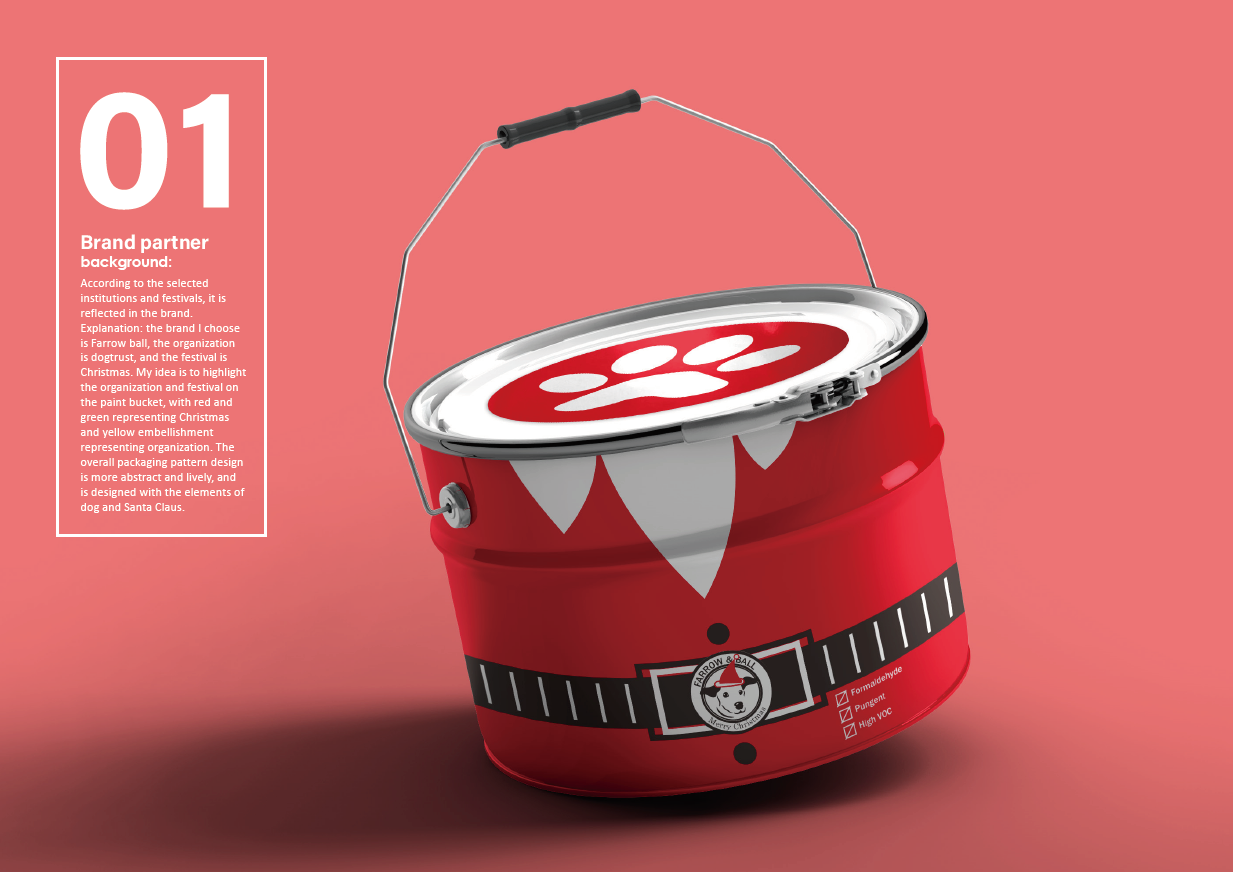 01
Brand partner
background:
According to the selected
institutions and festivals, it is
reflected in the brand.
Explanation: the brand I choose
is Farrow ball, the organization
is dogtrust, and the festival is
Christmas. My idea is to highlight
the organization and festival on
the paint bucket, with red and
green representing Christmas
and yellow embellishment
representing organization. The
overall packaging pattern design
is more abstract and lively, and
is designed with the elements of
dog and Santa Claus.
FARROW & BALL
Merry Christmas
Formaldehyde
Pungent
High VOC